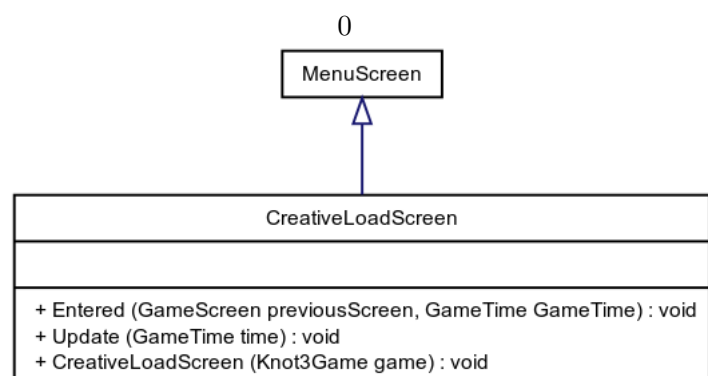 0
MenuScreen
CreativeLoadScreen
+ Entered (GameScreen previousScreen, GameTime GameTime) : void
+ Update (GameTime time) : void
+ CreativeLoadScreen (Knot3Game game) : void